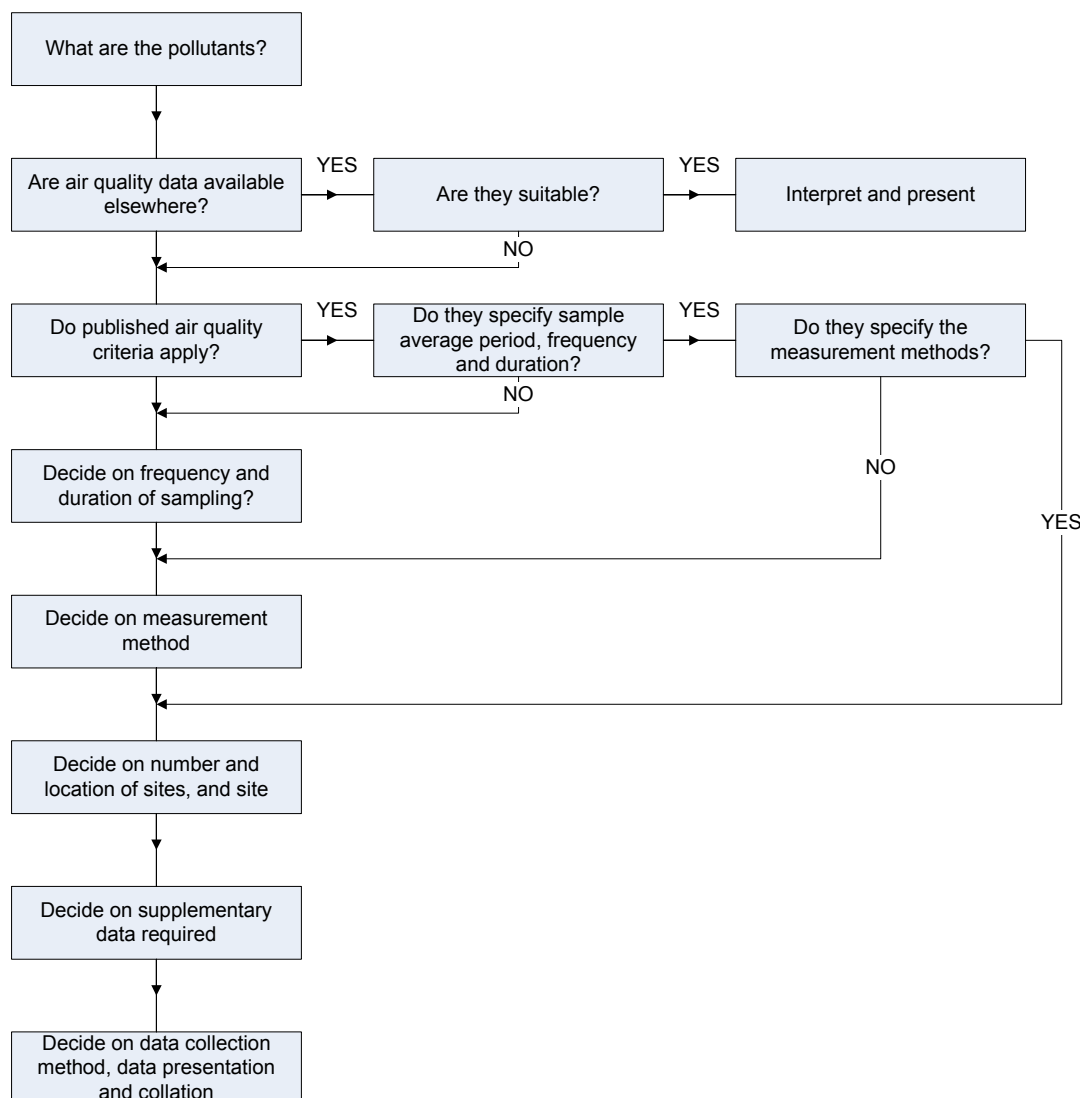 What are the pollutants?
YES
YES
Are air quality data available
elsewhere?
Are they suitable?
Interpret and present
NO
YES
YES
Do published air quality
criteria apply?
Do they specify sample
average period, frequency
and duration?
Do they specify the
measurement methods?
NO
Decide on frequency and
duration of sampling?
NO
YES
Decide on measurement
method
Decide on number and
location of sites, and site
Decide on supplementary
data required
Decide on data collection
method, data presentation
and collation